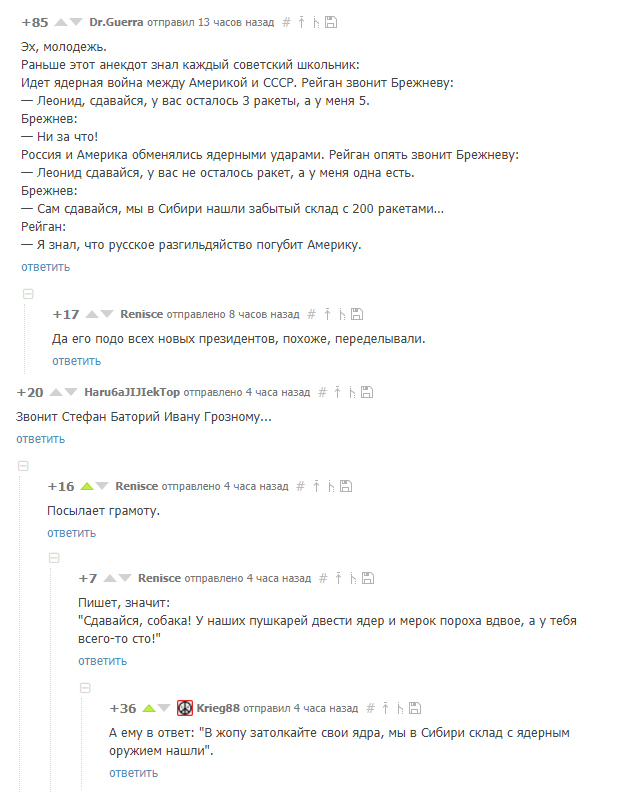 +85 Dr.Guerra отправил 13 часов назад #
Эх, молодежь.
Раньше этот анекдот знал каждый советский школьник:
Идет ядерная война между Америкой и СССР. Рейган звонит Брежневу:
— Леонид, сдавайся, у вас осталось 3 ракеты, а у меня 5.
Брежнев:
— Ни за что!
Россия и Америка обменялись ядерными ударами. Рейган опять звонит Брежневу:
— Леонид сдавайся, у вас не осталось ракет, а у меня одна есть.
Брежнев:
— Сам сдавайся, мы в Сибири нашли забытый склад с 200 ракетами...
Рейган:
— Я знал, что русское разгильдяйство погубит Америку.
ответить
+17 Renisce отправлено 8 часов назад #
Да его подо всех новых президентов, похоже, переделывали.
ответить
+20 Haru6aJIJIekTop отправлено 4 часа назад #
Звонит Стефан Баторий Ивану Грозному...
ответить
+16 Renisce отправлено 4 часа назад #
Посылает грамоту.
ответить
+7 Renisce отправлено 4 часа назад #
Пишет, значит:
"Сдавайся, собака! У наших пушкарей двести ядер и мерок пороха вдвое, а у тебя
всего-то сто!"
ответить
+36 Krieg88 отправил 4 часа назад #
А ему в ответ: "В жопу затолкайте свои ядра, мы в Сибири склад с ядерным
оружием нашли".
ответить